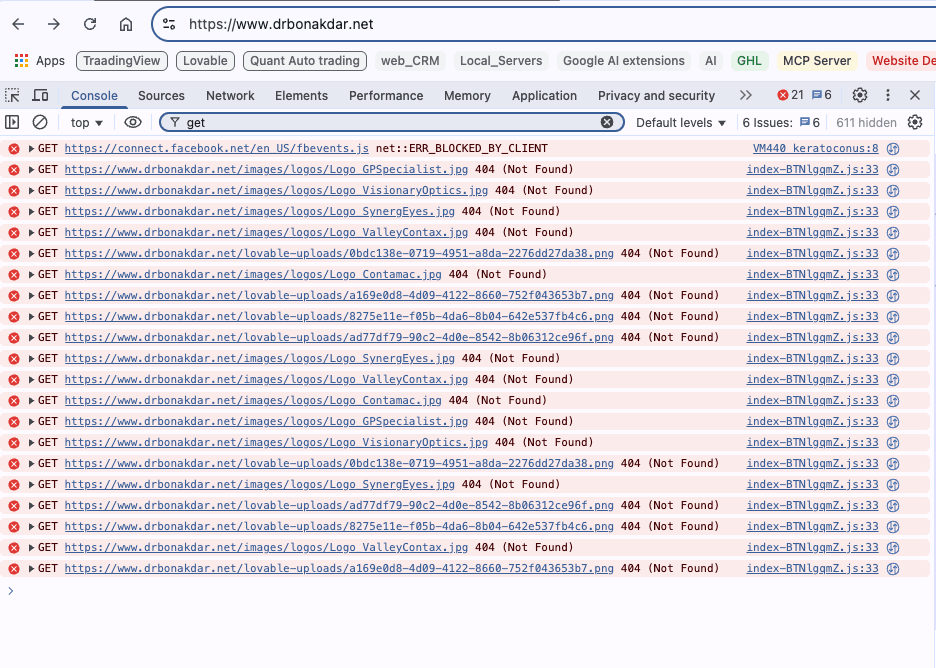 https://www.drbonakdar.net
Apps TraadingView Lovable Quant Auto trading web_CRM Local_Servers Google AI extensions AI GHL MCP Server Website De
Console Sources Network Elements Performance Memory Application Privacy and security 21 6
top get Default levels 6 Issues: 6 611 hidden
GET https://connect.facebook.net/en_US/fbevents.js net::ERR_BLOCKED_BY_CLIENT VM440 keratoconus:8
GET https://www.drbonakdar.net/images/logos/Logo_GPSpecialist.jpg 404 (Not Found) index-BTNlgqmZ.js:33
GET https://www.drbonakdar.net/images/logos/Logo_VisionaryOptics.jpg 404 (Not Found) index-BTNlgqmZ.js:33
GET https://www.drbonakdar.net/images/logos/Logo_SynergEyes.jpg 404 (Not Found) index-BTNlgqmZ.js:33
GET https://www.drbonakdar.net/images/logos/Logo_ValleyContax.jpg 404 (Not Found) index-BTNlgqmZ.js:33
GET https://www.drbonakdar.net/lovable-uploads/0bdc138e-0719-4951-a8da-2276dd27da38.png 404 (Not Found) index-BTNlgqmZ.js:33
GET https://www.drbonakdar.net/images/logos/Logo_Contamac.jpg 404 (Not Found) index-BTNlgqmZ.js:33
GET https://www.drbonakdar.net/lovable-uploads/a169e0d8-4d09-4122-8660-752f043653b7.png 404 (Not Found) index-BTNlgqmZ.js:33
GET https://www.drbonakdar.net/lovable-uploads/8275e11e-f05b-4da6-8b04-642e537fb4c6.png 404 (Not Found) index-BTNlgqmZ.js:33
GET https://www.drbonakdar.net/lovable-uploads/ad77df79-90c2-4d0e-8542-8b06312ce96f.png 404 (Not Found) index-BTNlgqmZ.js:33
GET https://www.drbonakdar.net/images/logos/Logo_SynergEyes.jpg 404 (Not Found) index-BTNlgqmZ.js:33
GET https://www.drbonakdar.net/images/logos/Logo_ValleyContax.jpg 404 (Not Found) index-BTNlgqmZ.js:33
GET https://www.drbonakdar.net/images/logos/Logo_Contamac.jpg 404 (Not Found) index-BTNlgqmZ.js:33
GET https://www.drbonakdar.net/images/logos/Logo_GPSpecialist.jpg 404 (Not Found) index-BTNlgqmZ.js:33
GET https://www.drbonakdar.net/images/logos/Logo_VisionaryOptics.jpg 404 (Not Found) index-BTNlgqmZ.js:33
GET https://www.drbonakdar.net/lovable-uploads/0bdc138e-0719-4951-a8da-2276dd27da38.png 404 (Not Found) index-BTNlgqmZ.js:33
GET https://www.drbonakdar.net/images/logos/Logo_SynergEyes.jpg 404 (Not Found) index-BTNlgqmZ.js:33
GET https://www.drbonakdar.net/lovable-uploads/ad77df79-90c2-4d0e-8542-8b06312ce96f.png 404 (Not Found) index-BTNlgqmZ.js:33
GET https://www.drbonakdar.net/lovable-uploads/8275e11e-f05b-4da6-8b04-642e537fb4c6.png 404 (Not Found) index-BTNlgqmZ.js:33
GET https://www.drbonakdar.net/images/logos/Logo_ValleyContax.jpg 404 (Not Found) index-BTNlgqmZ.js:33
GET https://www.drbonakdar.net/lovable-uploads/a169e0d8-4d09-4122-8660-752f043653b7.png 404 (Not Found) index-BTNlgqmZ.js:33